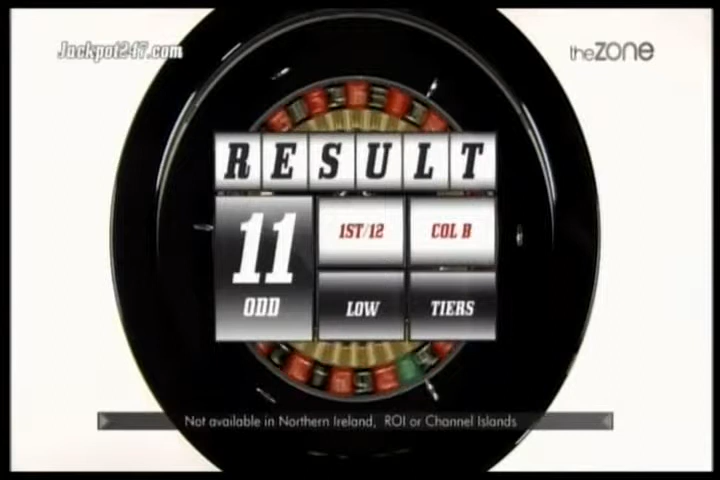 Jackpot247.com
theZONE
RESULT
11
ODD
1ST/12
COL B
LOW
TIERS
Not available in Northern Ireland, ROI or Channel Islands